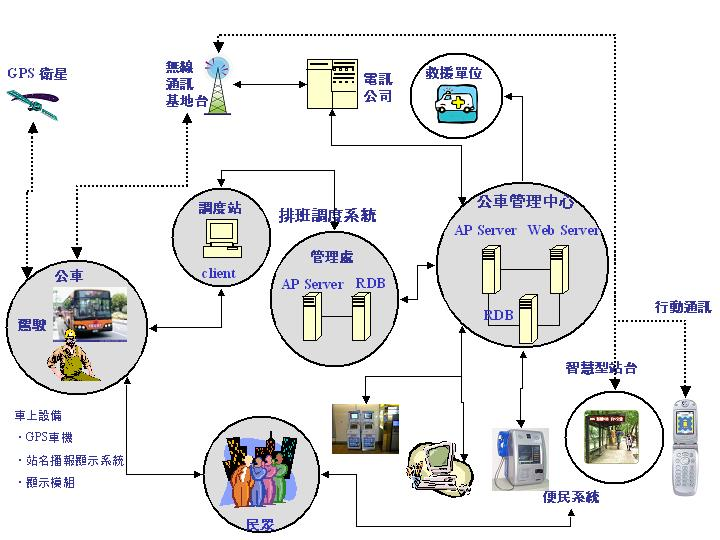 GPS 衛星
無線
通訊
基地台
電訊
公司
救援單位
調度站
client
排班調度系統
管理處
AP Server RDB
公車管理中心
AP Server Web Server
RDB
公車
駕駛
行動通訊
智慧型站台
車上設備
・GPS車機
・站名播報顯示系統
・顯示模組
民眾
便民系統